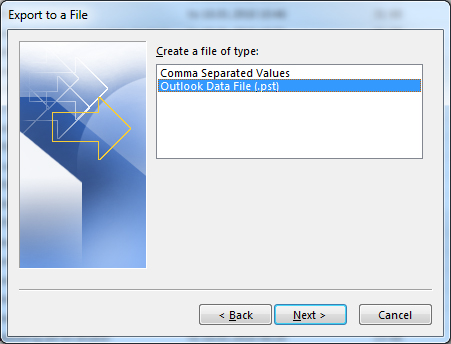 Export to a File
Create a file of type:
Comma Separated Values
Outlook Data File (.pst)
< Back
Next >
Cancel